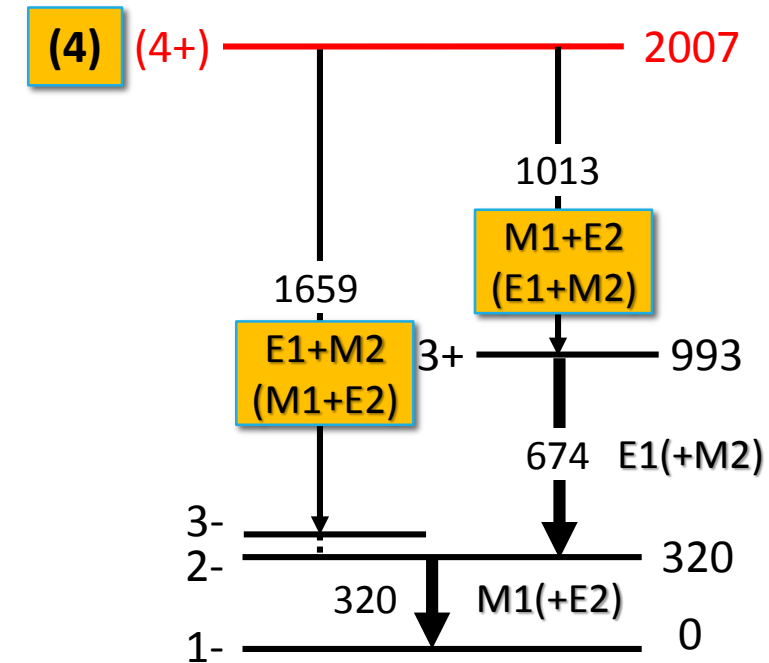 (4) (4+) 2007
1013
M1+E2
(E1+M2)
1659
E1+M2
(M1+E2)
3+ 993
674 E1(+M2)
3-
2- 320
320 M1(+E2)
1- 0